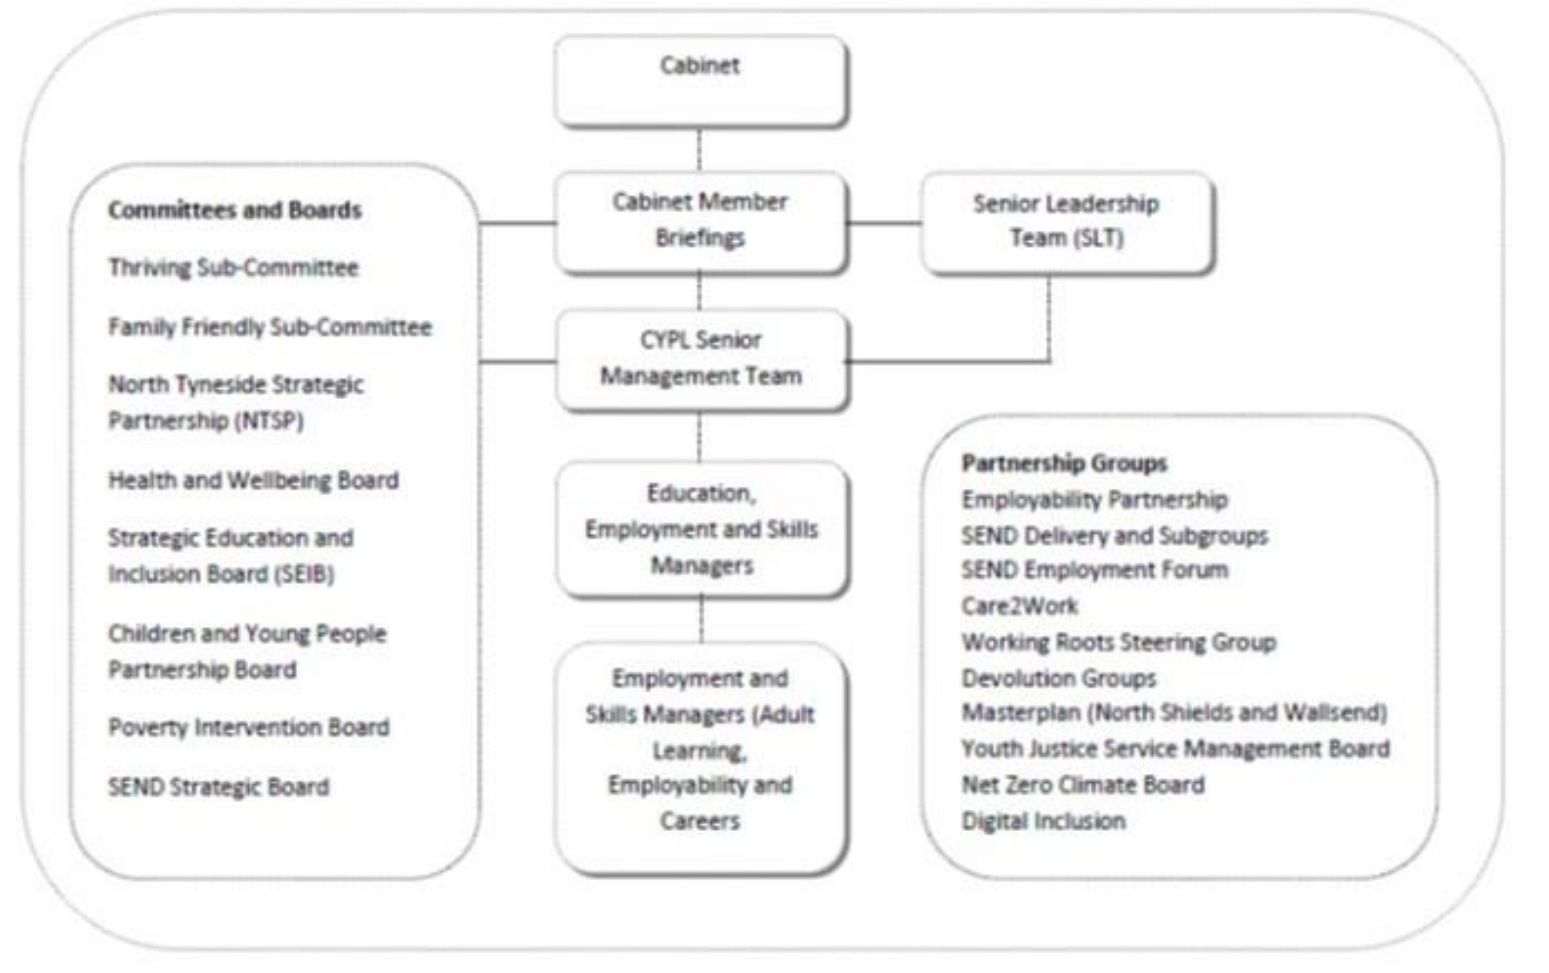 Cabinet
Cabinet Member
Briefings
Senior Leadership
Team (SLT)
CYPL Senior
Management Team
Education,
Employment and Skills
Managers
Employment and
Skills Managers (Adult
Learning,
Employability and
Careers
Committees and Boards
Thriving Sub-Committee
Family Friendly Sub-Committee
North Tyneside Strategic
Partnership (NTSP)
Health and Wellbeing Board
Strategic Education and
Inclusion Board (SEIB)
Children and Young People
Partnership Board
Poverty Intervention Board
SEND Strategic Board
Partnership Groups
Employability Partnership
SEND Delivery and Subgroups
SEND Employment Forum
Care2Work
Working Roots Steering Group
Devolution Groups
Masterplan (North Shields and Wallsend)
Youth Justice Service Management Board
Net Zero Climate Board
Digital Inclusion